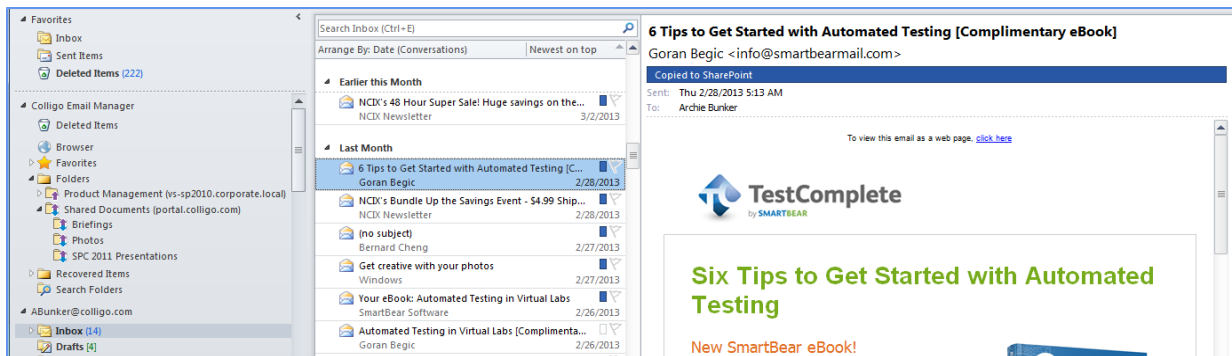 Favorites
Inbox
Sent Items
Deleted Items (222)
Colligo Email Manager
Deleted Items
Browser
Favorites
Folders
Product Management (vs-sp2010.corporate.local)
Shared Documents (portal.colligo.com)
Briefings
Photos
SPC 2011 Presentations
Recovered Items
Search Folders
ABunker@colligo.com
Inbox (14)
Drafts [4]
Search Inbox (Ctrl+E)
Arrange By: Date (Conversations) Newest on top
Earlier this Month
NCIX's 48 Hour Super Sale! Huge savings on the...
NCIX Newsletter 3/2/2013
Last Month
6 Tips to Get Started with Automated Testing [C...
Goran Begic 2/28/2013
NCIX's Bundle Up the Savings Event - $4.99 Ship...
NCIX Newsletter 2/28/2013
(no subject)
Bernard Cheng 2/27/2013
Get creative with your photos
Windows 2/27/2013
Your eBook: Automated Testing in Virtual Labs
SmartBear Software 2/26/2013
Automated Testing in Virtual Labs [Complimenta...
Goran Begic 2/26/2013
6 Tips to Get Started with Automated Testing [Complimentary eBook]
Goran Begic <info@smartbearmail.com>
Copied to SharePoint
Sent: Thu 2/28/2013 5:13 AM
To: Archie Bunker
To view this email as a web page, click here
TestComplete
by SMARTBEAR
Six Tips to Get Started with Automated
Testing
New SmartBear eBook!